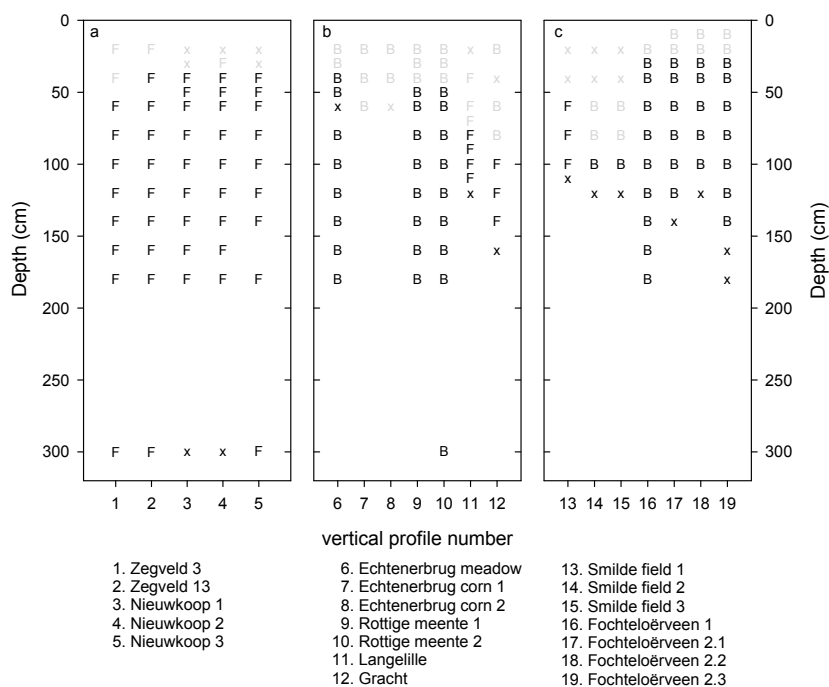 0 a b c 0
B B B
F F x x x B B B B B x B x x x B B B B
x F x B B B B B B B
F F F F F B B B B B F x x x x B B B B
50 F F F B B B 50
F F F F F x B x B B F B F B B B B B B
F
F F F F F B B B F B F B B B B B B
F
100 F F F F F B B B F F F B B B B B B 100
F x
F F F F F B B B x F x x B B x B
F F F F F B B B F B x B
150 150
F F F F B B B x B x
F F F F F B B B B x
200 200
250 250
300 F F x x F B 300
Depth (cm)
Depth (cm)
1 2 3 4 5 6 7 8 9 10 11 12 13 14 15 16 17 18 19
vertical profile number
1. Zegveld 3
2. Zegveld 13
3. Nieuwkoop 1
4. Nieuwkoop 2
5. Nieuwkoop 3
6. Echtenerbrug meadow
7. Echtenerbrug corn 1
8. Echtenerbrug corn 2
9. Rottige meente 1
10. Rottige meente 2
11. Langelille
12. Gracht
13. Smilde field 1
14. Smilde field 2
15. Smilde field 3
16. Fochteloërveen 1
17. Fochteloërveen 2.1
18. Fochteloërveen 2.2
19. Fochteloërveen 2.3